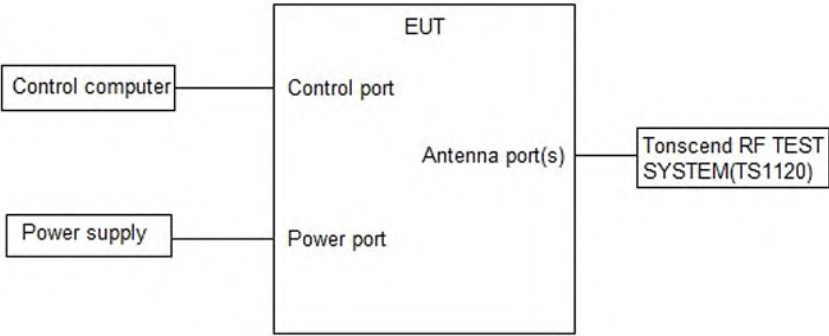 EUT
Control computer
Control port
Antenna port(s)
Tonscend RF TEST
SYSTEM(TS1120)
Power supply
Power port